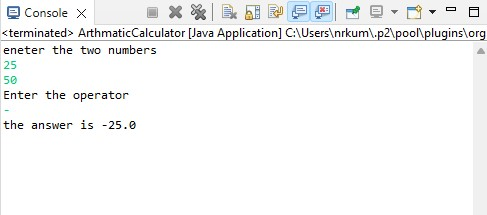 Console
<terminated> ArthmaticCalculator [Java Application] C:\Users\nrkum\.p2\pool\plugins\org
eneter the two numbers
25
50
Enter the operator
-
the answer is -25.0